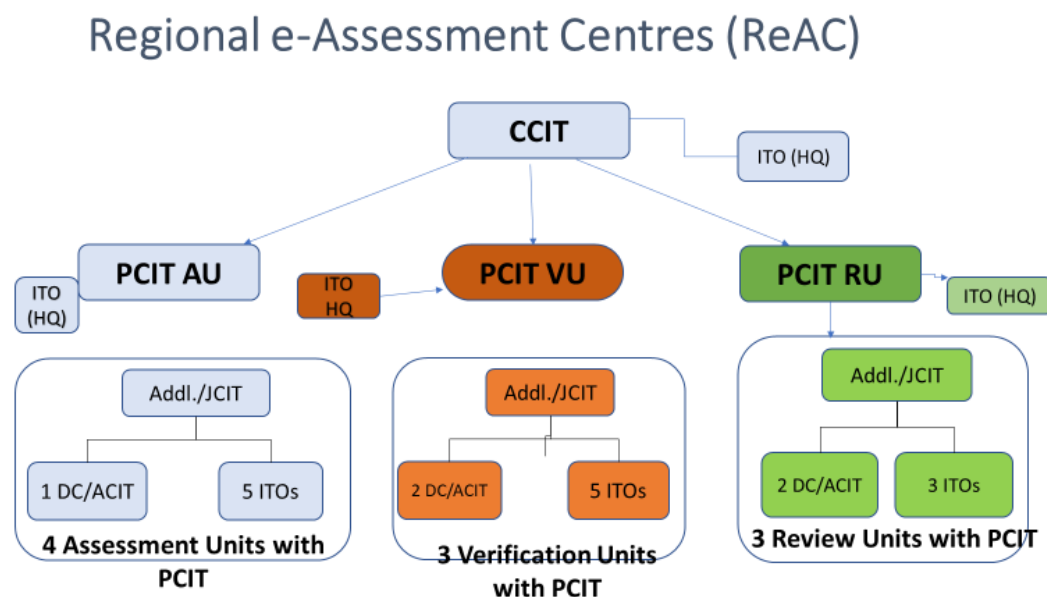 Regional e-Assessment Centres (ReAC)
CCIT
ITO (HQ)
PCIT AU
ITO
(HQ)
ITO
HQ
PCIT VU
PCIT RU
ITO (HQ)
Addl./JCIT
1 DC/ACIT
5 ITOs
4 Assessment Units with
PCIT
Addl./JCIT
2 DC/ACIT
5 ITOs
3 Verification Units
with PCIT
Addl./JCIT
2 DC/ACIT
3 ITOs
3 Review Units with PCIT